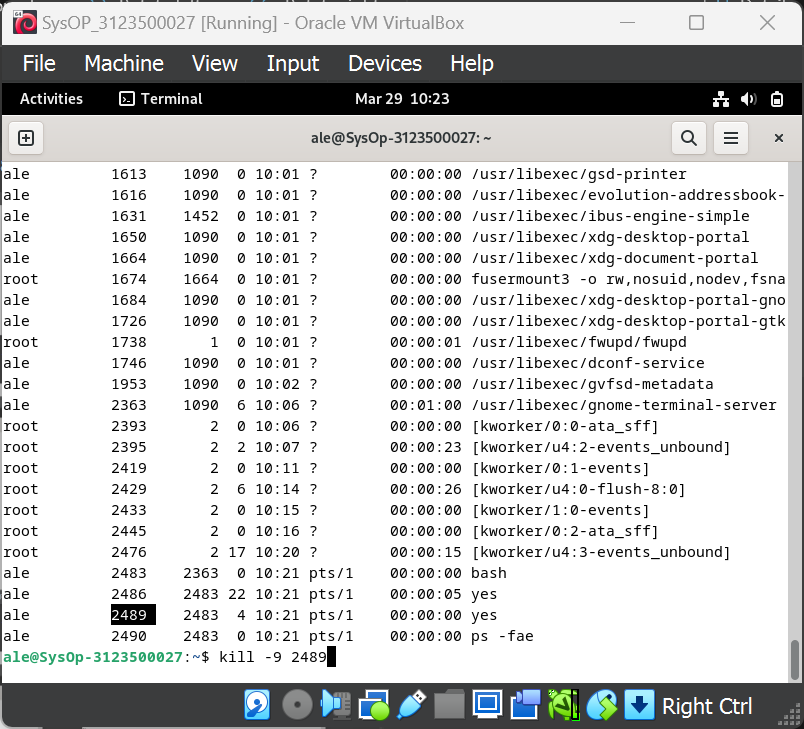 SysOP_3123500027 [Running] - Oracle VM VirtualBox
File Machine View Input Devices Help
Activities Terminal Mar 29 10:23
ale@SysOp-3123500027: ~
ale 1613 1090 0 10:01 ? 00:00:00 /usr/libexec/gsd-printer
ale 1616 1090 0 10:01 ? 00:00:00 /usr/libexec/evolution-addressbook-
ale 1631 1452 0 10:01 ? 00:00:00 /usr/libexec/ibus-engine-simple
ale 1650 1090 0 10:01 ? 00:00:00 /usr/libexec/xdg-desktop-portal
ale 1664 1090 0 10:01 ? 00:00:00 /usr/libexec/xdg-document-portal
root 1674 1664 0 10:01 ? 00:00:00 fusermount3 -o rw,nosuid,nodev,fsna
ale 1684 1090 0 10:01 ? 00:00:00 /usr/libexec/xdg-desktop-portal-gno
ale 1726 1090 0 10:01 ? 00:00:00 /usr/libexec/xdg-desktop-portal-gtk
root 1738 1 0 10:01 ? 00:00:01 /usr/libexec/fwupd/fwupd
ale 1746 1090 0 10:01 ? 00:00:00 /usr/libexec/dconf-service
ale 1953 1090 0 10:02 ? 00:00:00 /usr/libexec/gvfsd-metadata
ale 2363 1090 6 10:06 ? 00:01:00 /usr/libexec/gnome-terminal-server
root 2393 2 0 10:06 ? 00:00:00 [kworker/0:0-ata_sff]
root 2395 2 2 10:07 ? 00:00:23 [kworker/u4:2-events_unbound]
root 2419 2 0 10:11 ? 00:00:00 [kworker/0:1-events]
root 2429 2 6 10:14 ? 00:00:26 [kworker/u4:0-flush-8:0]
root 2433 2 0 10:15 ? 00:00:00 [kworker/1:0-events]
root 2445 2 0 10:16 ? 00:00:00 [kworker/0:2-ata_sff]
root 2476 2 17 10:20 ? 00:00:15 [kworker/u4:3-events_unbound]
ale 2483 2363 0 10:21 pts/1 00:00:00 bash
ale 2486 2483 22 10:21 pts/1 00:00:05 yes
ale 2489 2483 4 10:21 pts/1 00:00:00 yes
ale 2490 2483 0 10:21 pts/1 00:00:00 ps -fae
ale@SysOp-3123500027:~$ kill -9 2489
Right Ctrl